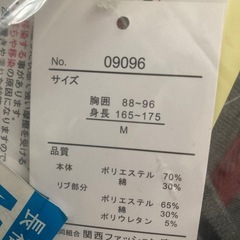 No. 09096
サイズ
胸囲 88~96
身長 165~175
M
品質
本体 ポリエステル 70%
綿 30%
リブ部分 ポリエステル 65%
綿 30%
ポリウレタン 5%
関西ファッション